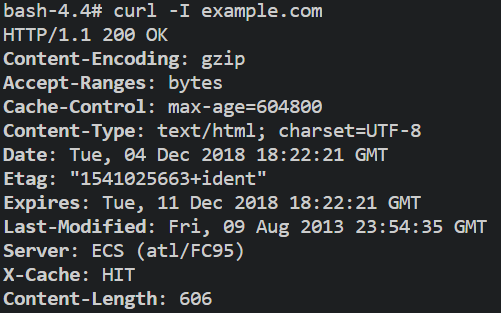 bash-4.4# curl -I example.com
HTTP/1.1 200 OK
Content-Encoding: gzip
Accept-Ranges: bytes
Cache-Control: max-age=604800
Content-Type: text/html; charset=UTF-8
Date: Tue, 04 Dec 2018 18:22:21 GMT
Etag: "1541025663+ident"
Expires: Tue, 11 Dec 2018 18:22:21 GMT
Last-Modified: Fri, 09 Aug 2013 23:54:35 GMT
Server: ECS (atl/FC95)
X-Cache: HIT
Content-Length: 606